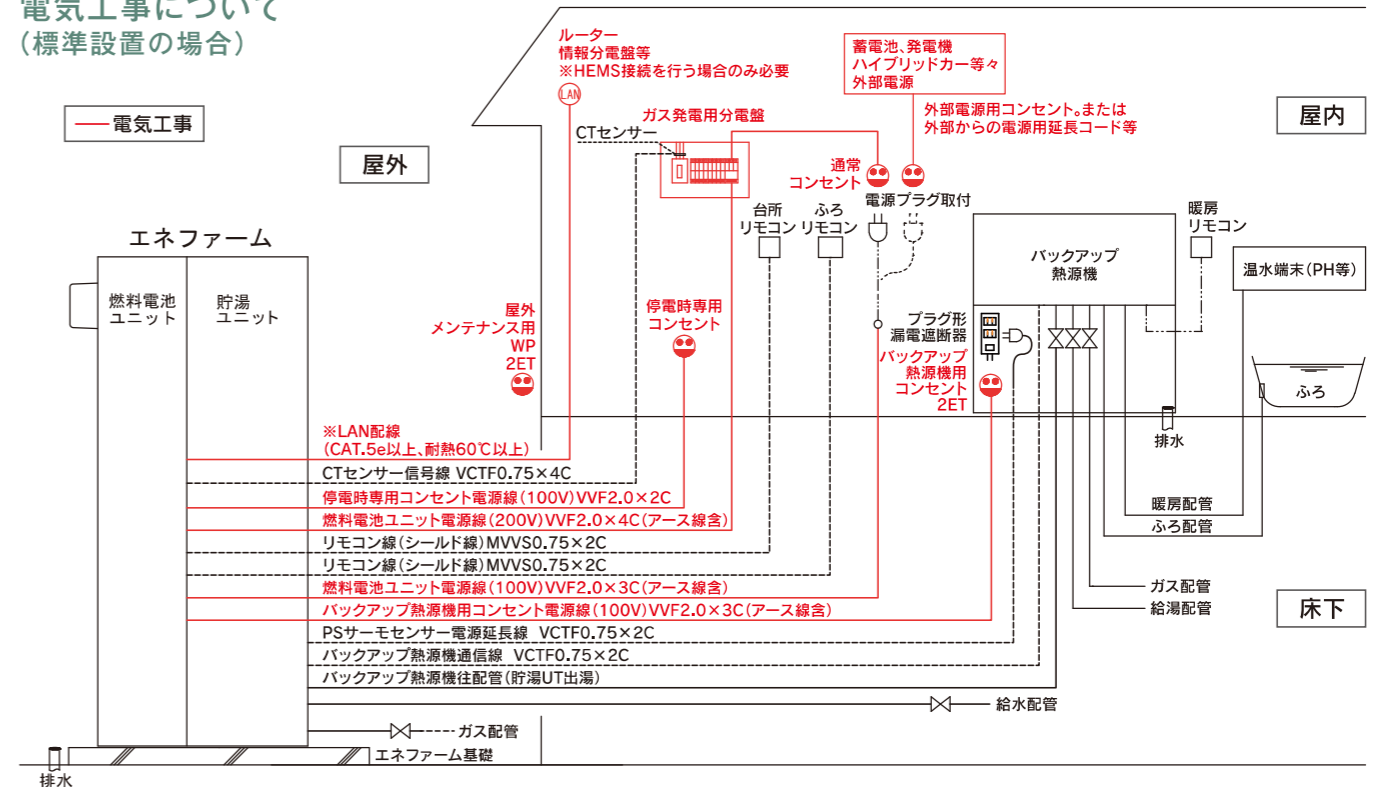 電気工事について
(標準設置の場合)
電気工事
屋外
屋内
床下
ルーター
情報分電盤等
※HEMS接続を行う場合のみ必要
LAN
ガス発電用分電盤
CTセンサー
蓄電池、発電機
ハイブリッドカー等々
外部電源
外部電源用コンセント。または
外部からの電源用延長コード等
通常
コンセント
電源プラグ取付
台所
リモコン
ふろ
リモコン
暖房
リモコン
バックアップ
熱源機
温水端末(PH等)
エネファーム
燃料電池
ユニット
貯湯
ユニット
屋外
メンテナンス用
WP
2ET
停電時専用
コンセント
プラグ形
漏電遮断器
バックアップ
熱源機用
コンセント
2ET
ふろ
排水
※LAN配線
(CAT.5e以上、耐熱60℃以上)
CTセンサー信号線 VCTF0.75×4C
停電時専用コンセント電源線(100V)VVF2.0×2C
燃料電池ユニット電源線(200V)VVF2.0×4C(アース線含)
リモコン線(シールド線)MVVS0.75×2C
リモコン線(シールド線)MVVS0.75×2C
燃料電池ユニット電源線(100V)VVF2.0×3C(アース線含)
バックアップ熱源機用コンセント電源線(100V)VVF2.0×3C(アース線含)
PSサーモセンサー電源延長線 VCTF0.75×2C
バックアップ熱源機通信線 VCTF0.75×2C
バックアップ熱源機往配管(貯湯UT出湯)
暖房配管
ふろ配管
ガス配管
給湯配管
給水配管
ガス配管
エネファーム基礎
排水